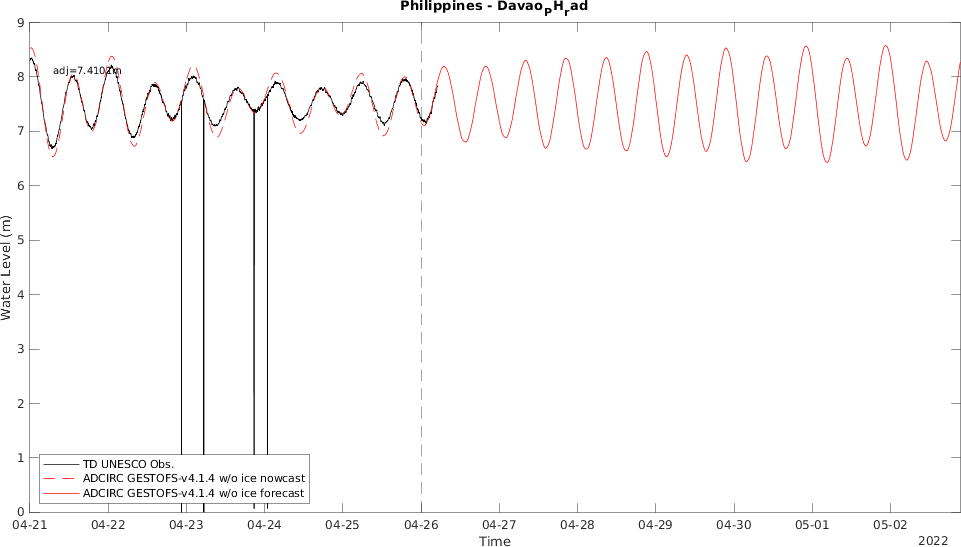 Philippines - Davao_PH_rad
9
adj=7.4102m
8
7
6
5
4
3
2
1
0
Water Level (m)
TD UNESCO Obs.
ADCIRC GESTOFS-v4.1.4 w/o ice nowcast
ADCIRC GESTOFS-v4.1.4 w/o ice forecast
04-21 04-22 04-23 04-24 04-25 04-26 04-27 04-28 04-29 04-30 05-01 05-02
Time
2022